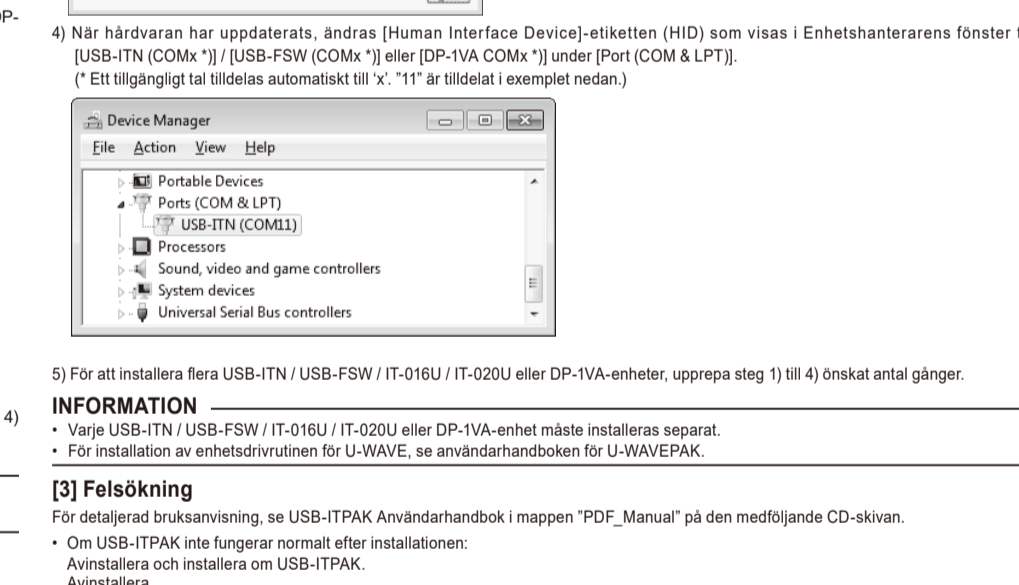 DP-
4) När hårdvaran har uppdaterats, ändras [Human Interface Device]-etiketten (HID) som visas i Enhetshanterarens fönster
[USB-ITN (COMx *)] / [USB-FSW (COMx *)] eller [DP-1VA COMx *)] under [Port (COM & LPT)].
(* Ett tillgängligt tal tilldelas automatiskt till ‘x’. "11” är tilldelat i exemplet nedan.)
Device Manager
File Action View Help
Portable Devices
Ports (COM & LPT)
USB-ITN (COM11)
Processors
Sound, video and game controllers
System devices
Universal Serial Bus controllers
5) För att installera flera USB-ITN / USB-FSW / IT-016U / IT-020U eller DP-1VA-enheter, upprepa steg 1) till 4) önskat antal gånger.
4)
INFORMATION
• Varje USB-ITN / USB-FSW / IT-016U / IT-020U eller DP-1VA-enhet måste installeras separat.
• För installation av enhetsdrivrutinen för U-WAVE, se användarhandboken för U-WAVEPAK.
[3] Felsökning
För detaljerad bruksanvisning, se USB-ITPAK Användarhandbok i mappen ”PDF_Manual” på den medföljande CD-skivan.
• Om USB-ITPAK inte fungerar normalt efter installationen:
Avinstallera och installera om USB-ITPAK.
Avinstallera